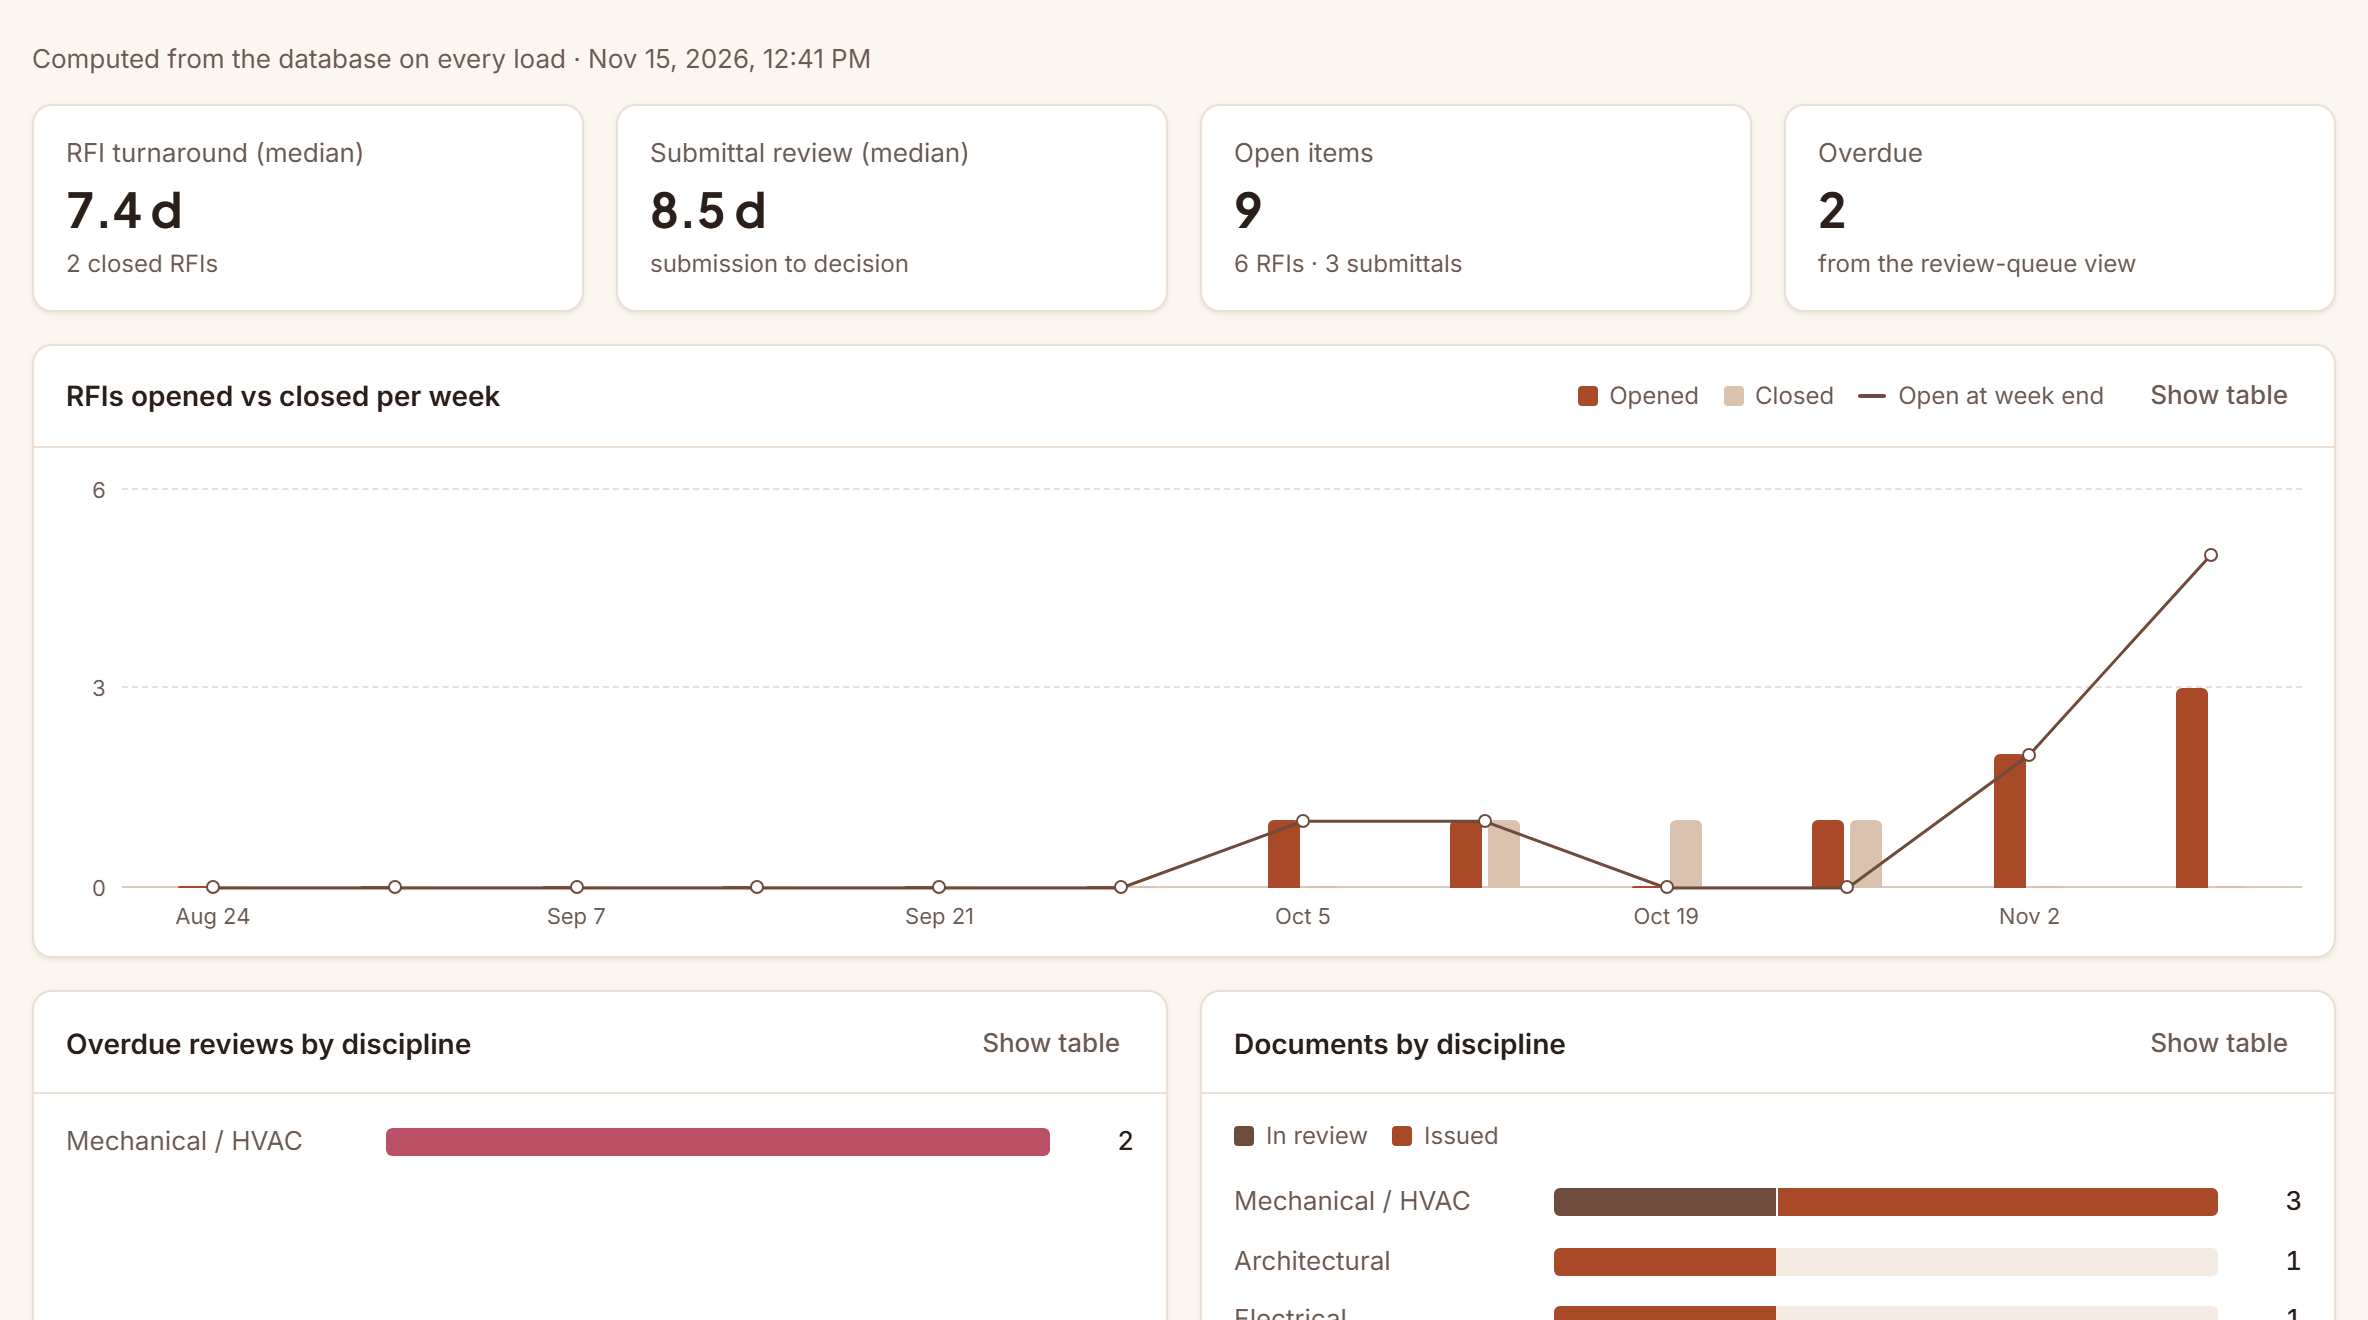 Computed from the database on every load · Nov 15, 2026, 12:41 PM
RFI turnaround (median)
7.4 d
2 closed RFIs
Submittal review (median)
8.5 d
submission to decision
Open items
9
6 RFIs · 3 submittals
Overdue
2
from the review-queue view
RFIs opened vs closed per week
Opened
Closed
Open at week end
Show table
6
3
0
Aug 24
Sep 7
Sep 21
Oct 5
Oct 19
Nov 2
Overdue reviews by discipline
Show table
Mechanical / HVAC
2
Documents by discipline
Show table
In review
Issued
Mechanical / HVAC
3
Architectural
1
Electrical
1